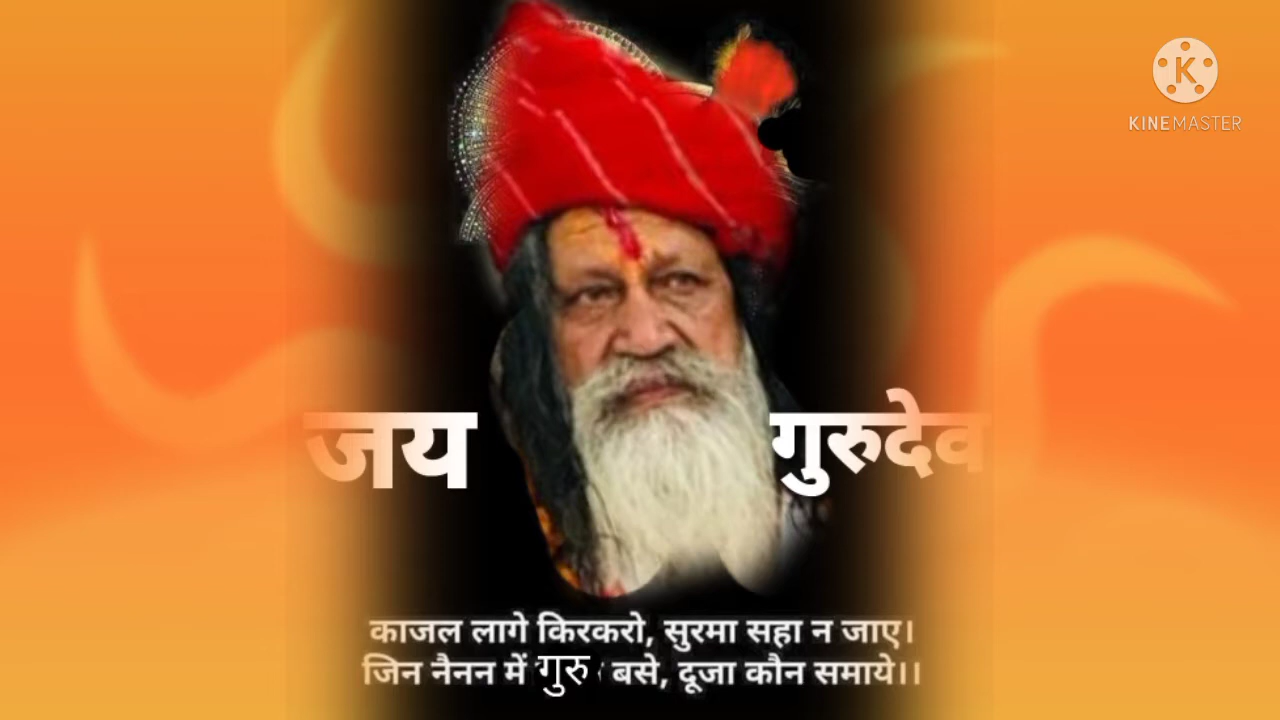 KINEMASTER
जय गुरुदेव
काजल लागे किरकरो, सुरमा सहा न जाए।
जिन नैनन में गुरु बसे, दूजा कौन समाये।।